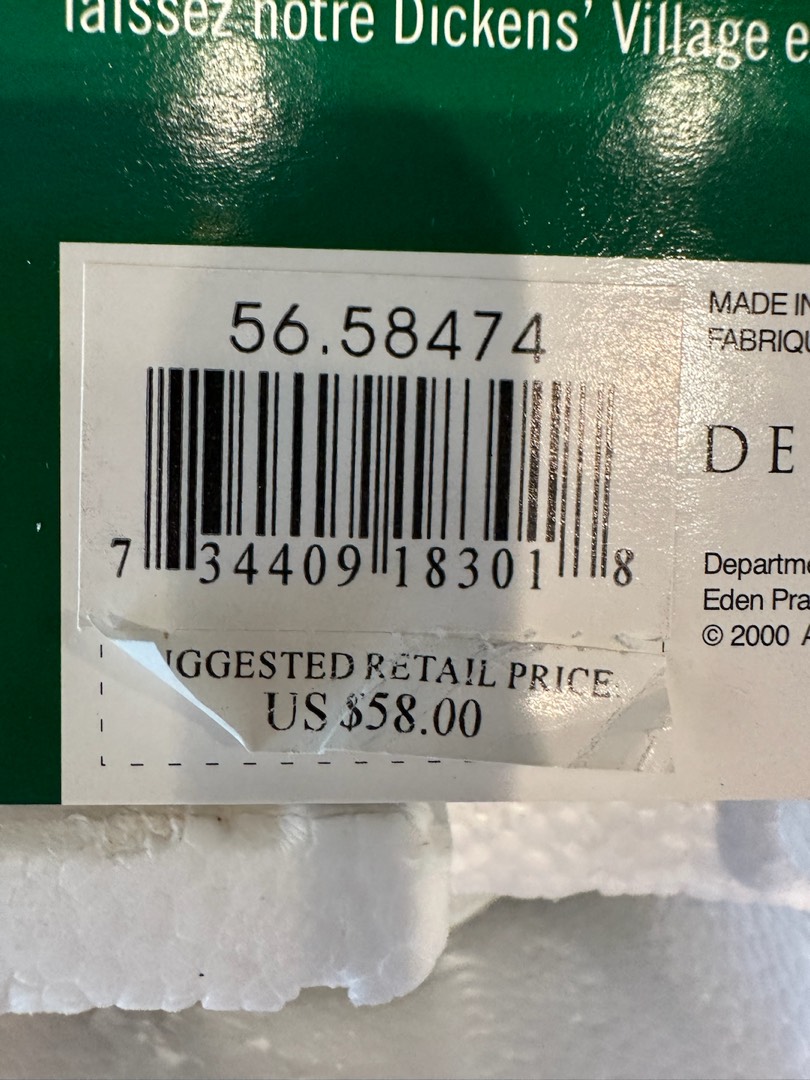 laissez notre Dickens' Village e
56.58474
7 34409 18301 8
MADE IN
FABRIQU
DE
Departme
Eden Pra
© 2000 A
UGGESTED RETAIL PRICE
US $58.00